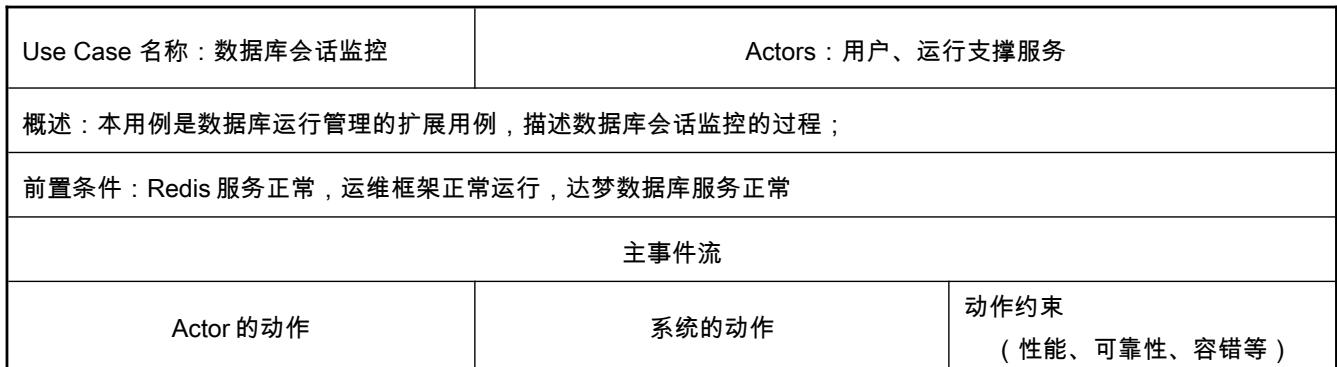 Use Case 名称：数据库会话监控
Actors：用户、运行支撑服务
概述：本用例是数据库运行管理的扩展用例，描述数据库会话监控的过程；
前置条件：Redis 服务正常，运维框架正常运行，达梦数据库服务正常
主事件流
Actor 的动作
系统的动作
动作约束
（性能、可靠性、容错等）